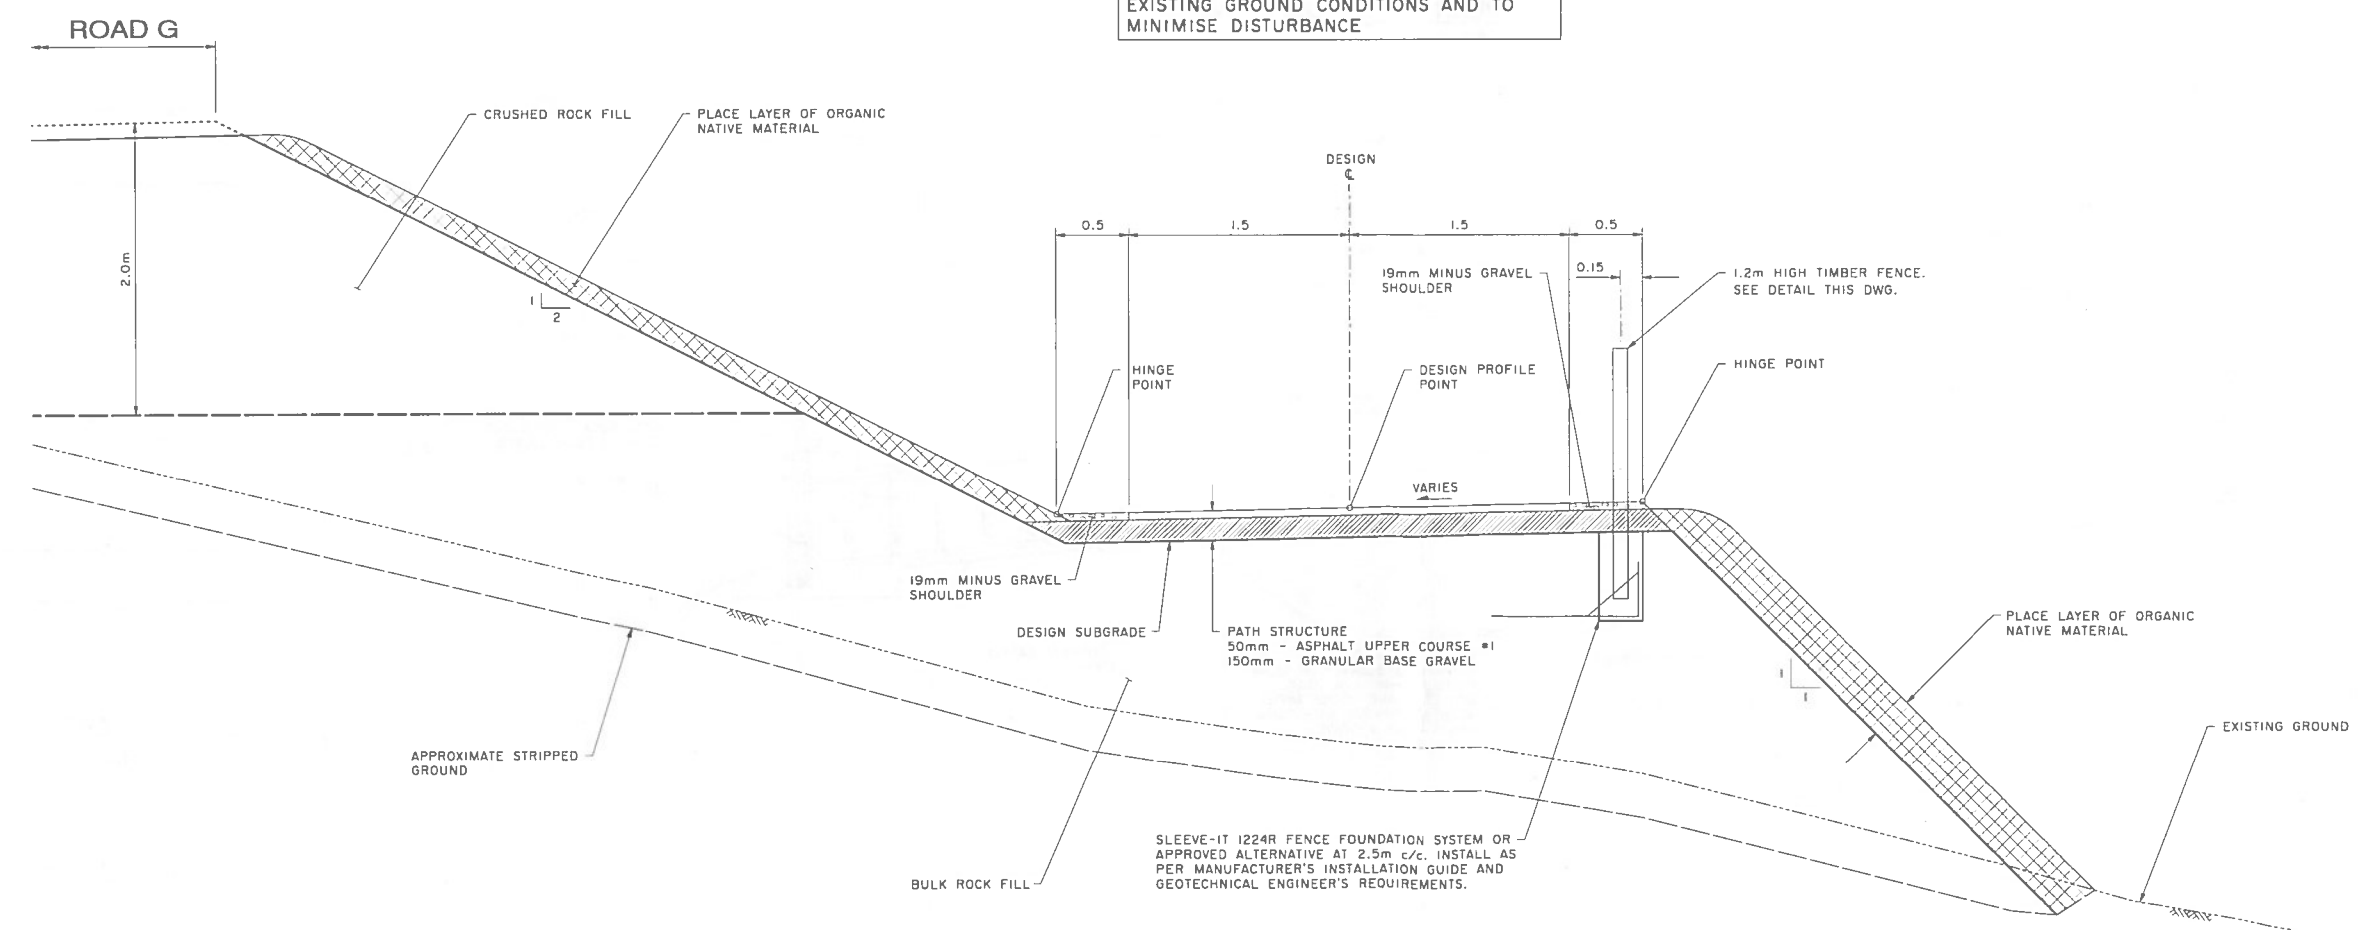 EXISTING GROUND CONDITIONS AND TO
MINIMISE DISTURBANCE
ROAD G
CRUSHED ROCK FILL
PLACE LAYER OF ORGANIC
NATIVE MATERIAL
2.0m
1
2
DESIGN
℄
0.5
1.5
1.5
0.5
19mm MINUS GRAVEL
SHOULDER
0.15
1.2m HIGH TIMBER FENCE.
SEE DETAIL THIS DWG.
HINGE
POINT
DESIGN PROFILE
POINT
HINGE POINT
VARIES
19mm MINUS GRAVEL
SHOULDER
DESIGN SUBGRADE
PATH STRUCTURE
50mm - ASPHALT UPPER COURSE #1
150mm - GRANULAR BASE GRAVEL
PLACE LAYER OF ORGANIC
NATIVE MATERIAL
1
1
EXISTING GROUND
APPROXIMATE STRIPPED
GROUND
SLEEVE-IT 1224R FENCE FOUNDATION SYSTEM OR
APPROVED ALTERNATIVE AT 2.5m c/c. INSTALL AS
PER MANUFACTURER'S INSTALLATION GUIDE AND
GEOTECHNICAL ENGINEER'S REQUIREMENTS.
BULK ROCK FILL